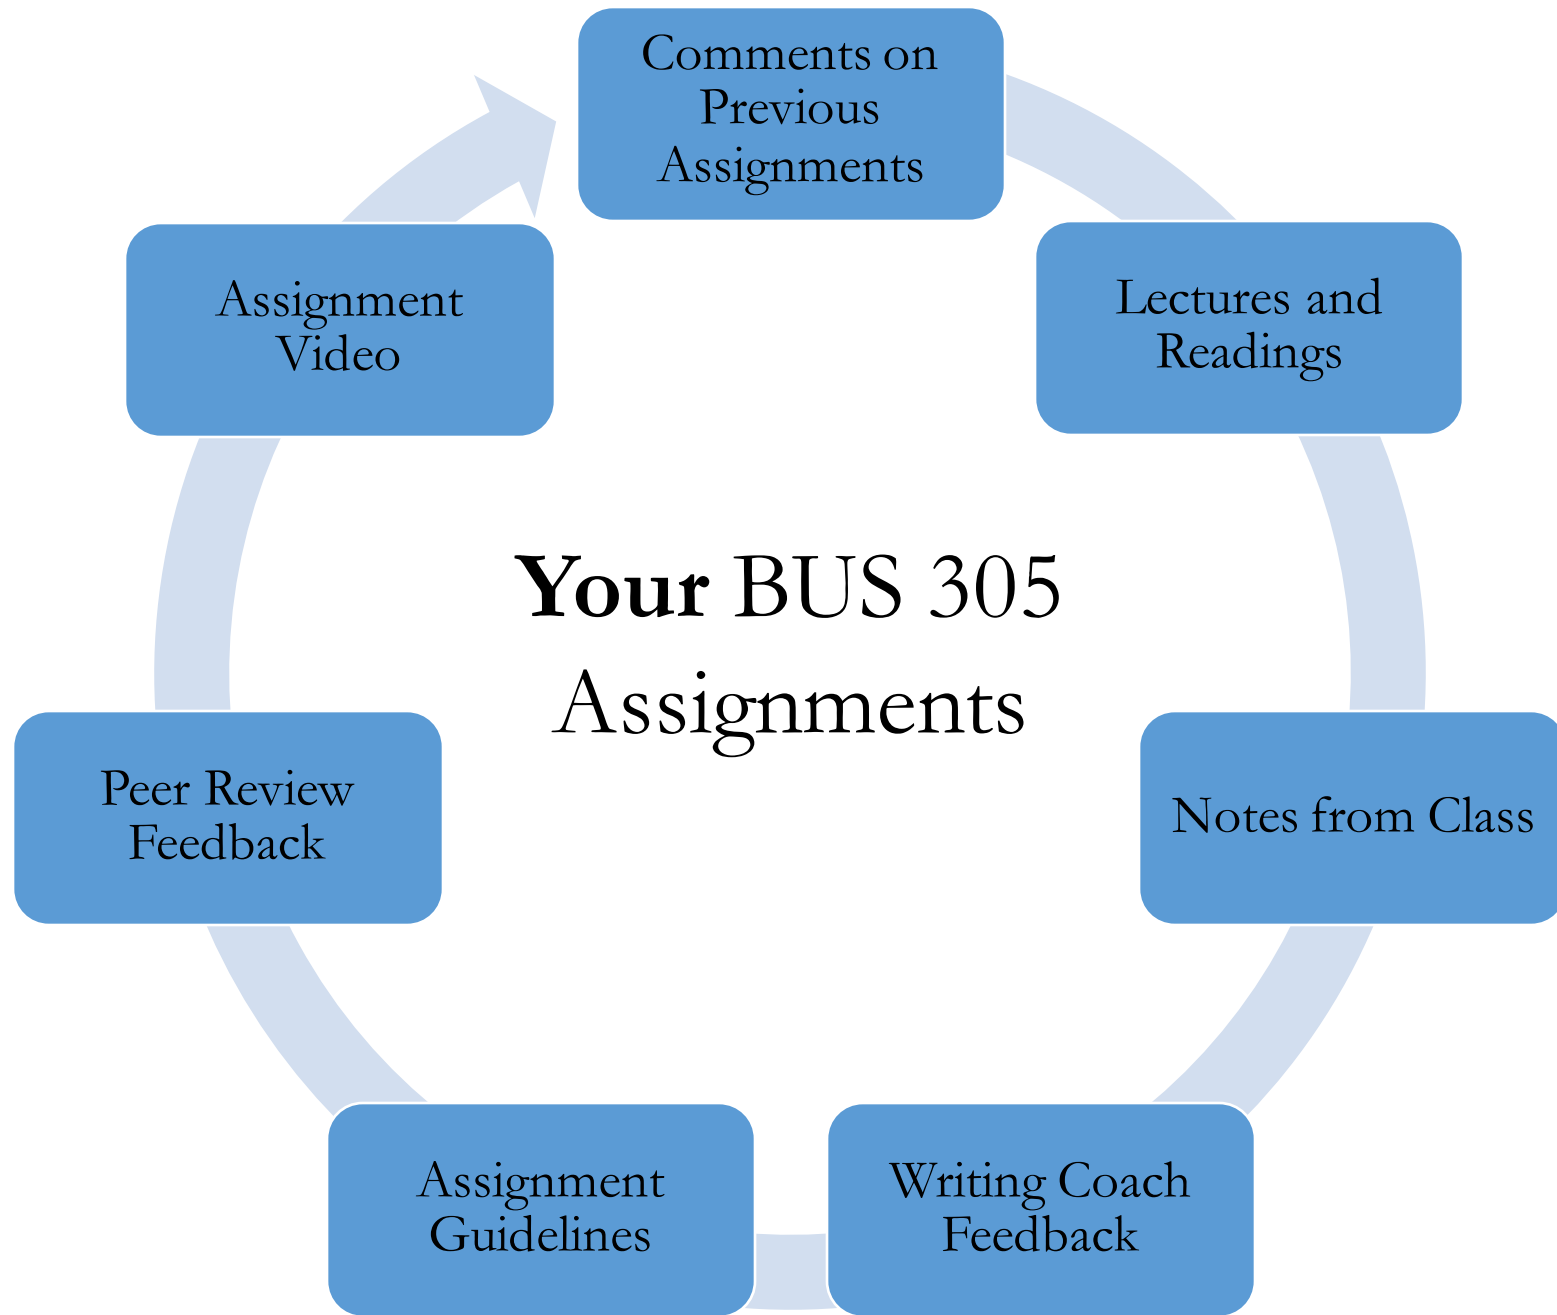 Comments on
Previous
Assignments
Lectures and
Readings
Notes from Class
Writing Coach
Feedback
Assignment
Guidelines
Peer Review
Feedback
Assignment
Video
Your BUS 305
Assignments